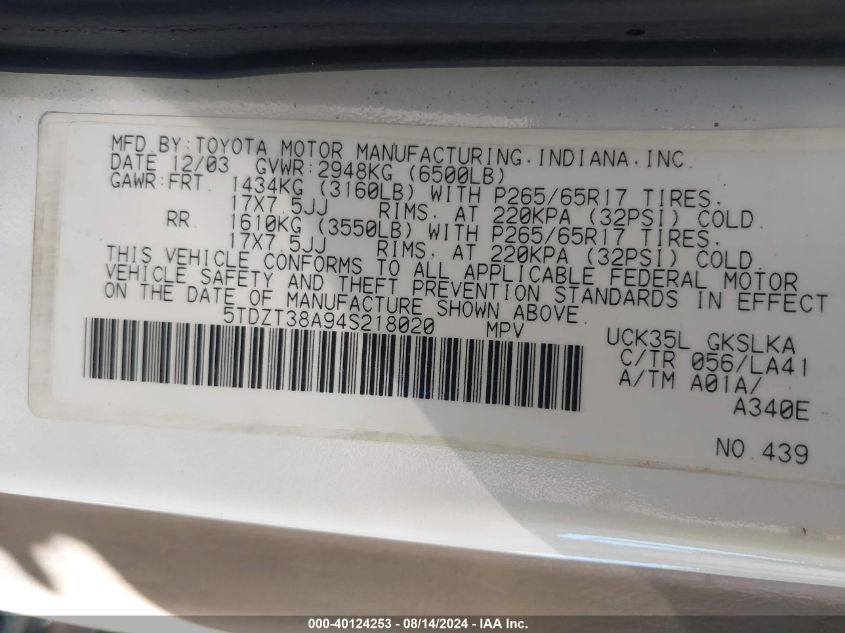 MFD.BY:TOYOTA MOTOR MANUFACTURING.INDIANA.INC.
DATE 12/03 GVWR:2948KG (6500LB)
GAWR:FRT. 1434KG (3160LB) WITH P265/65R17 TIRES.
17X7.5JJ RIMS. AT 220KPA (32PSI) COLD.
RR. 1610KG (3550LB) WITH P265/65R17 TIRES.
17X7.5JJ RIMS. AT 220KPA (32PSI) COLD.
THIS VEHICLE CONFORMS TO ALL APPLICABLE FEDERAL MOTOR
VEHICLE SAFETY AND THEFT PREVENTION STANDARDS IN EFFECT
ON THE DATE OF MANUFACTURE SHOWN ABOVE.
5TDZT38A94S218020 MPV
UCK35L GKSLKA
C/TR 056/LA41
A/TM A01A/
A340E
NO.439
000-40124253 - 08/14/2024 - IAA Inc.